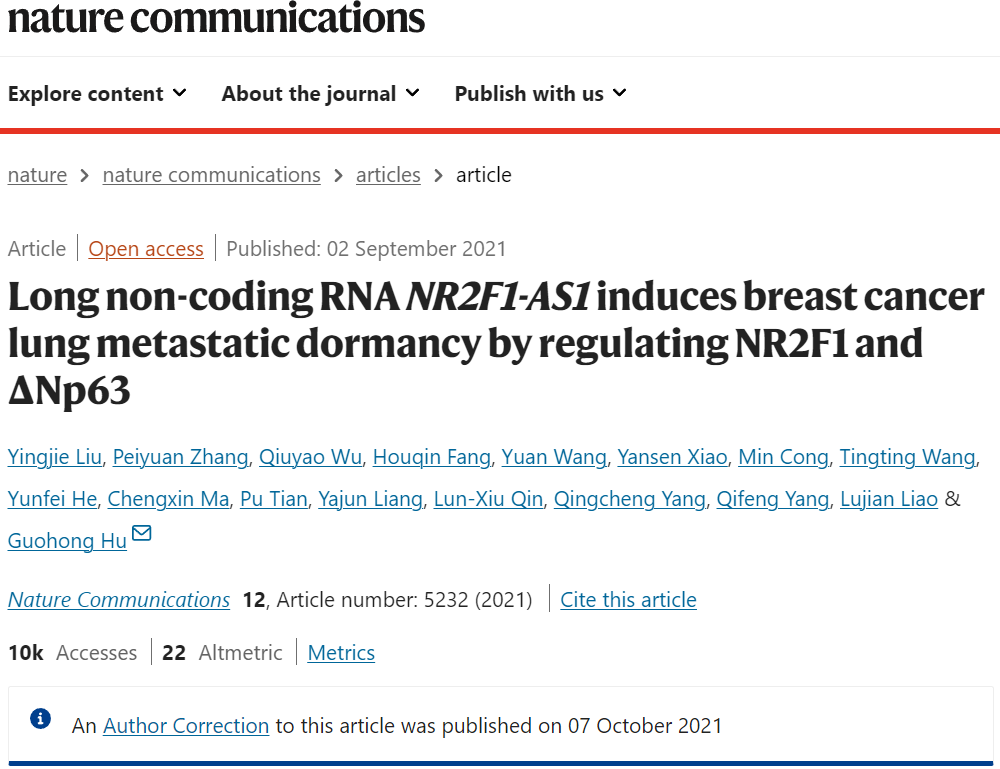 nature communications
Explore content About the journal Publish with us
nature > nature communications > articles > article
Article Open access Published: 02 September 2021
Long non-coding RNA NR2F1-AS1 induces breast cancer
lung metastatic dormancy by regulating NR2F1 and
ΔNp63
Yingjie Liu, Peiyuan Zhang, Qiuyao Wu, Houqin Fang, Yuan Wang, Yansen Xiao, Min Cong, Tingting Wang,
Yunfei He, Chengxin Ma, Pu Tian, Yajun Liang, Lun-Xiu Qin, Qingcheng Yang, Qifeng Yang, Lujian Liao &
Guohong Hu
Nature Communications 12, Article number: 5232 (2021) Cite this article
10k Accesses 22 Altmetric Metrics
An Author Correction to this article was published on 07 October 2021